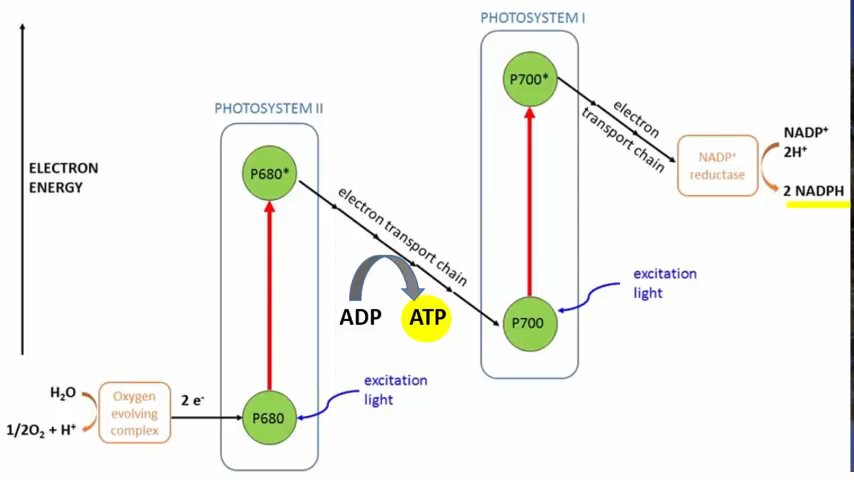 PHOTOSYSTEM I
P700*
electron
transport chain
NADP⁺
2H⁺
NADP⁺
reductase
2 NADPH
PHOTOSYSTEM II
ELECTRON
ENERGY
P680*
electron transport chain
ADP
ATP
P700
excitation
light
H₂O
1/2O₂ + H⁺
Oxygen
evolving
complex
2 e⁻
P680
excitation
light